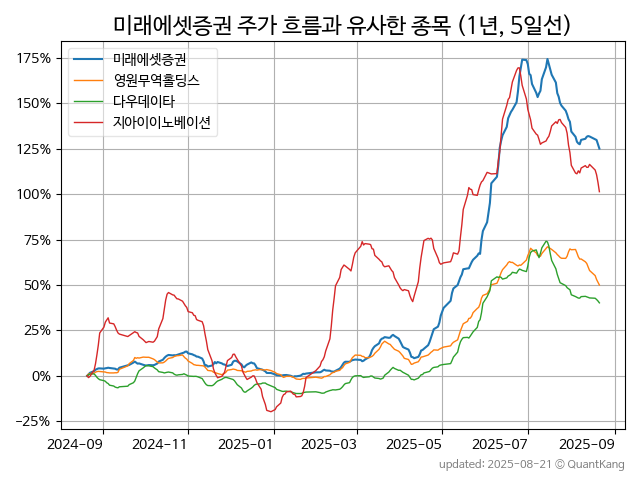 미래에셋증권 주가 흐름과 유사한 종목 (1년, 5일선)
미래에셋증권
영원무역홀딩스
다우데이타
지아이이노베이션
175%
150%
125%
100%
75%
50%
25%
0%
−25%
2024-09 2024-11 2025-01 2025-03 2025-05 2025-07 2025-09
updated: 2025-08-21 © QuantKang